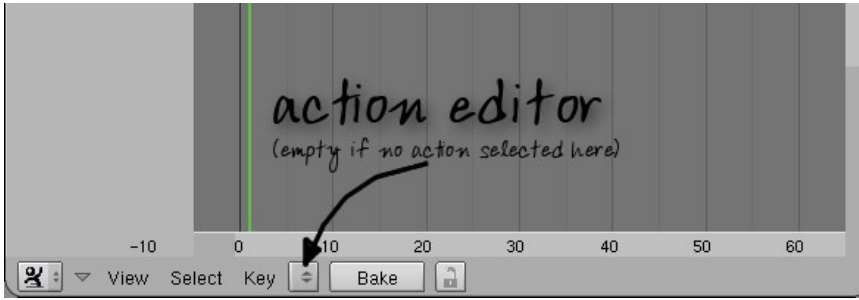 action editor
(empty if no action selected here)
-10 0 10 20 30 40 50 60
View Select Key Bake